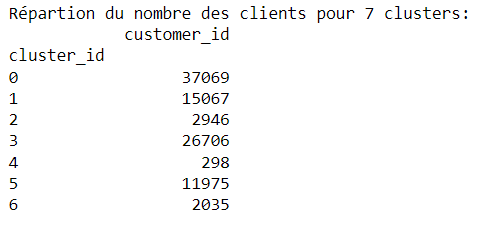 Répartion du nombre des clients pour 7 clusters:
customer_id
cluster_id
0 37069
1 15067
2 2946
3 26706
4 298
5 11975
6 2035